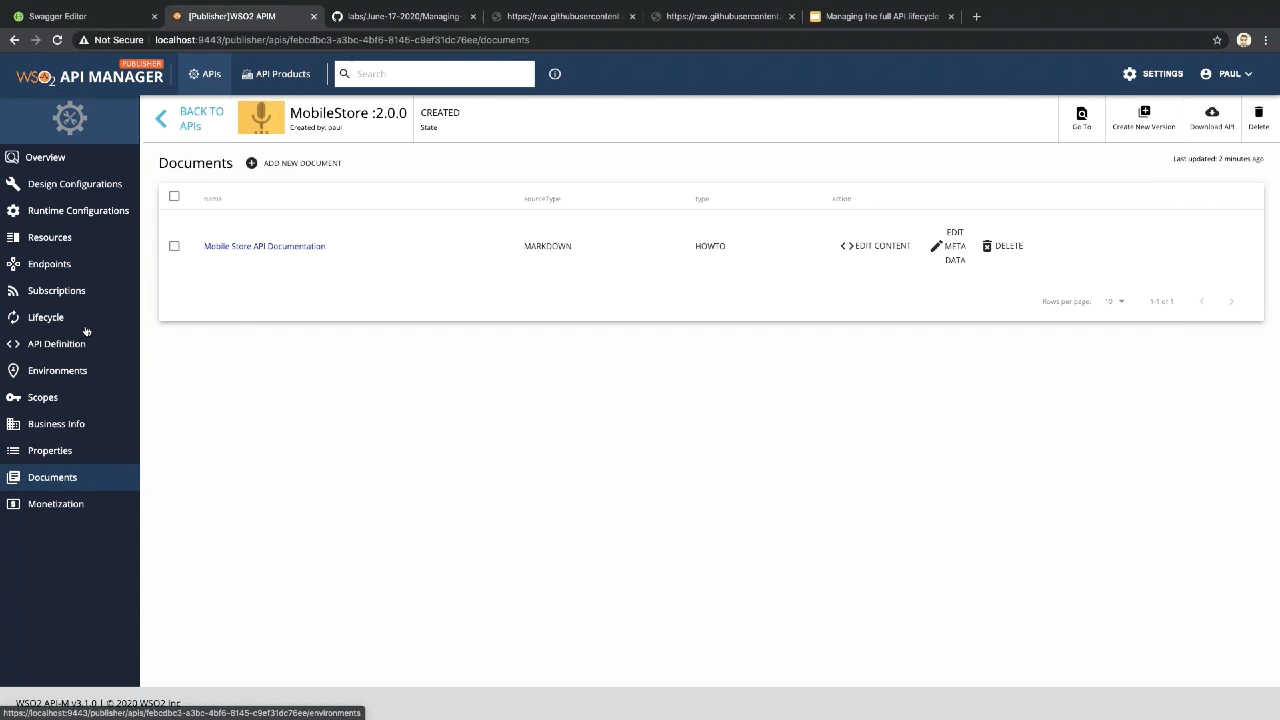 Swagger Editor
[Publisher]WSO2 APIM
labs/June-17-2020/Managing-
https://raw.githubusercontent.
https://raw.githubusercontent.
Managing the full API lifecycle
Not Secure
localhost:9443/publisher/apis/febcdbc3-a3bc-4bf6-8145-c9ef31dc76ee/documents
PUBLISHER
WSO2 API MANAGER
APIs
API Products
Search
SETTINGS
PAUL
BACK TO
APIs
MobileStore :2.0.0
Created by: paul
CREATED
State
Go To
Create New Version
Download API
Delete
Overview
Design Configurations
Runtime Configurations
Resources
Endpoints
Subscriptions
Lifecycle
API Definition
Environments
Scopes
Business Info
Properties
Documents
Monetization
Documents
ADD NEW DOCUMENT
Last updated: 2 minutes ago
name
sourceType
type
action
Mobile Store API Documentation
MARKDOWN
HOWTO
EDIT CONTENT
EDIT
META
DATA
DELETE
Rows per page:
10
1-1 of 1
WSO2 API-M v3.1.0 | © 2020 WSO2 Inc
https://localhost:9443/publisher/apis/febcdbc3-a3bc-4bf6-8145-c9ef31dc76ee/environments